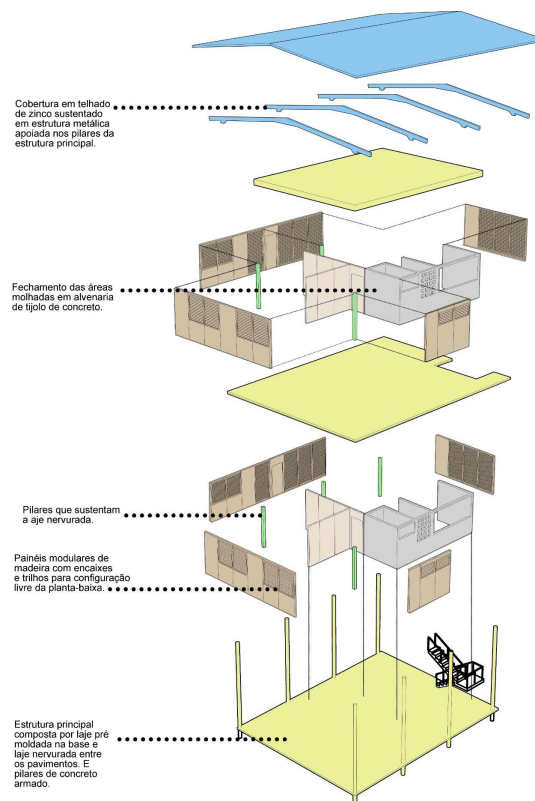 Cobertura em telhado
de zinco sustentado
em estrutura metálica
apoiada nos pilares da
estrutura principal.
Fechamento das áreas
molhadas em alvenaria
de tijolo de concreto.
Pilares que sustentam
a aje nervurada.
Painéis modulares de
madeira com encaixes
e trilhos para configuração
livre da planta-baixa.
Estrutura principal
composta por laje pré
moldada na base e
laje nervurada entre
os pavimentos. E
pilares de concreto
armado.